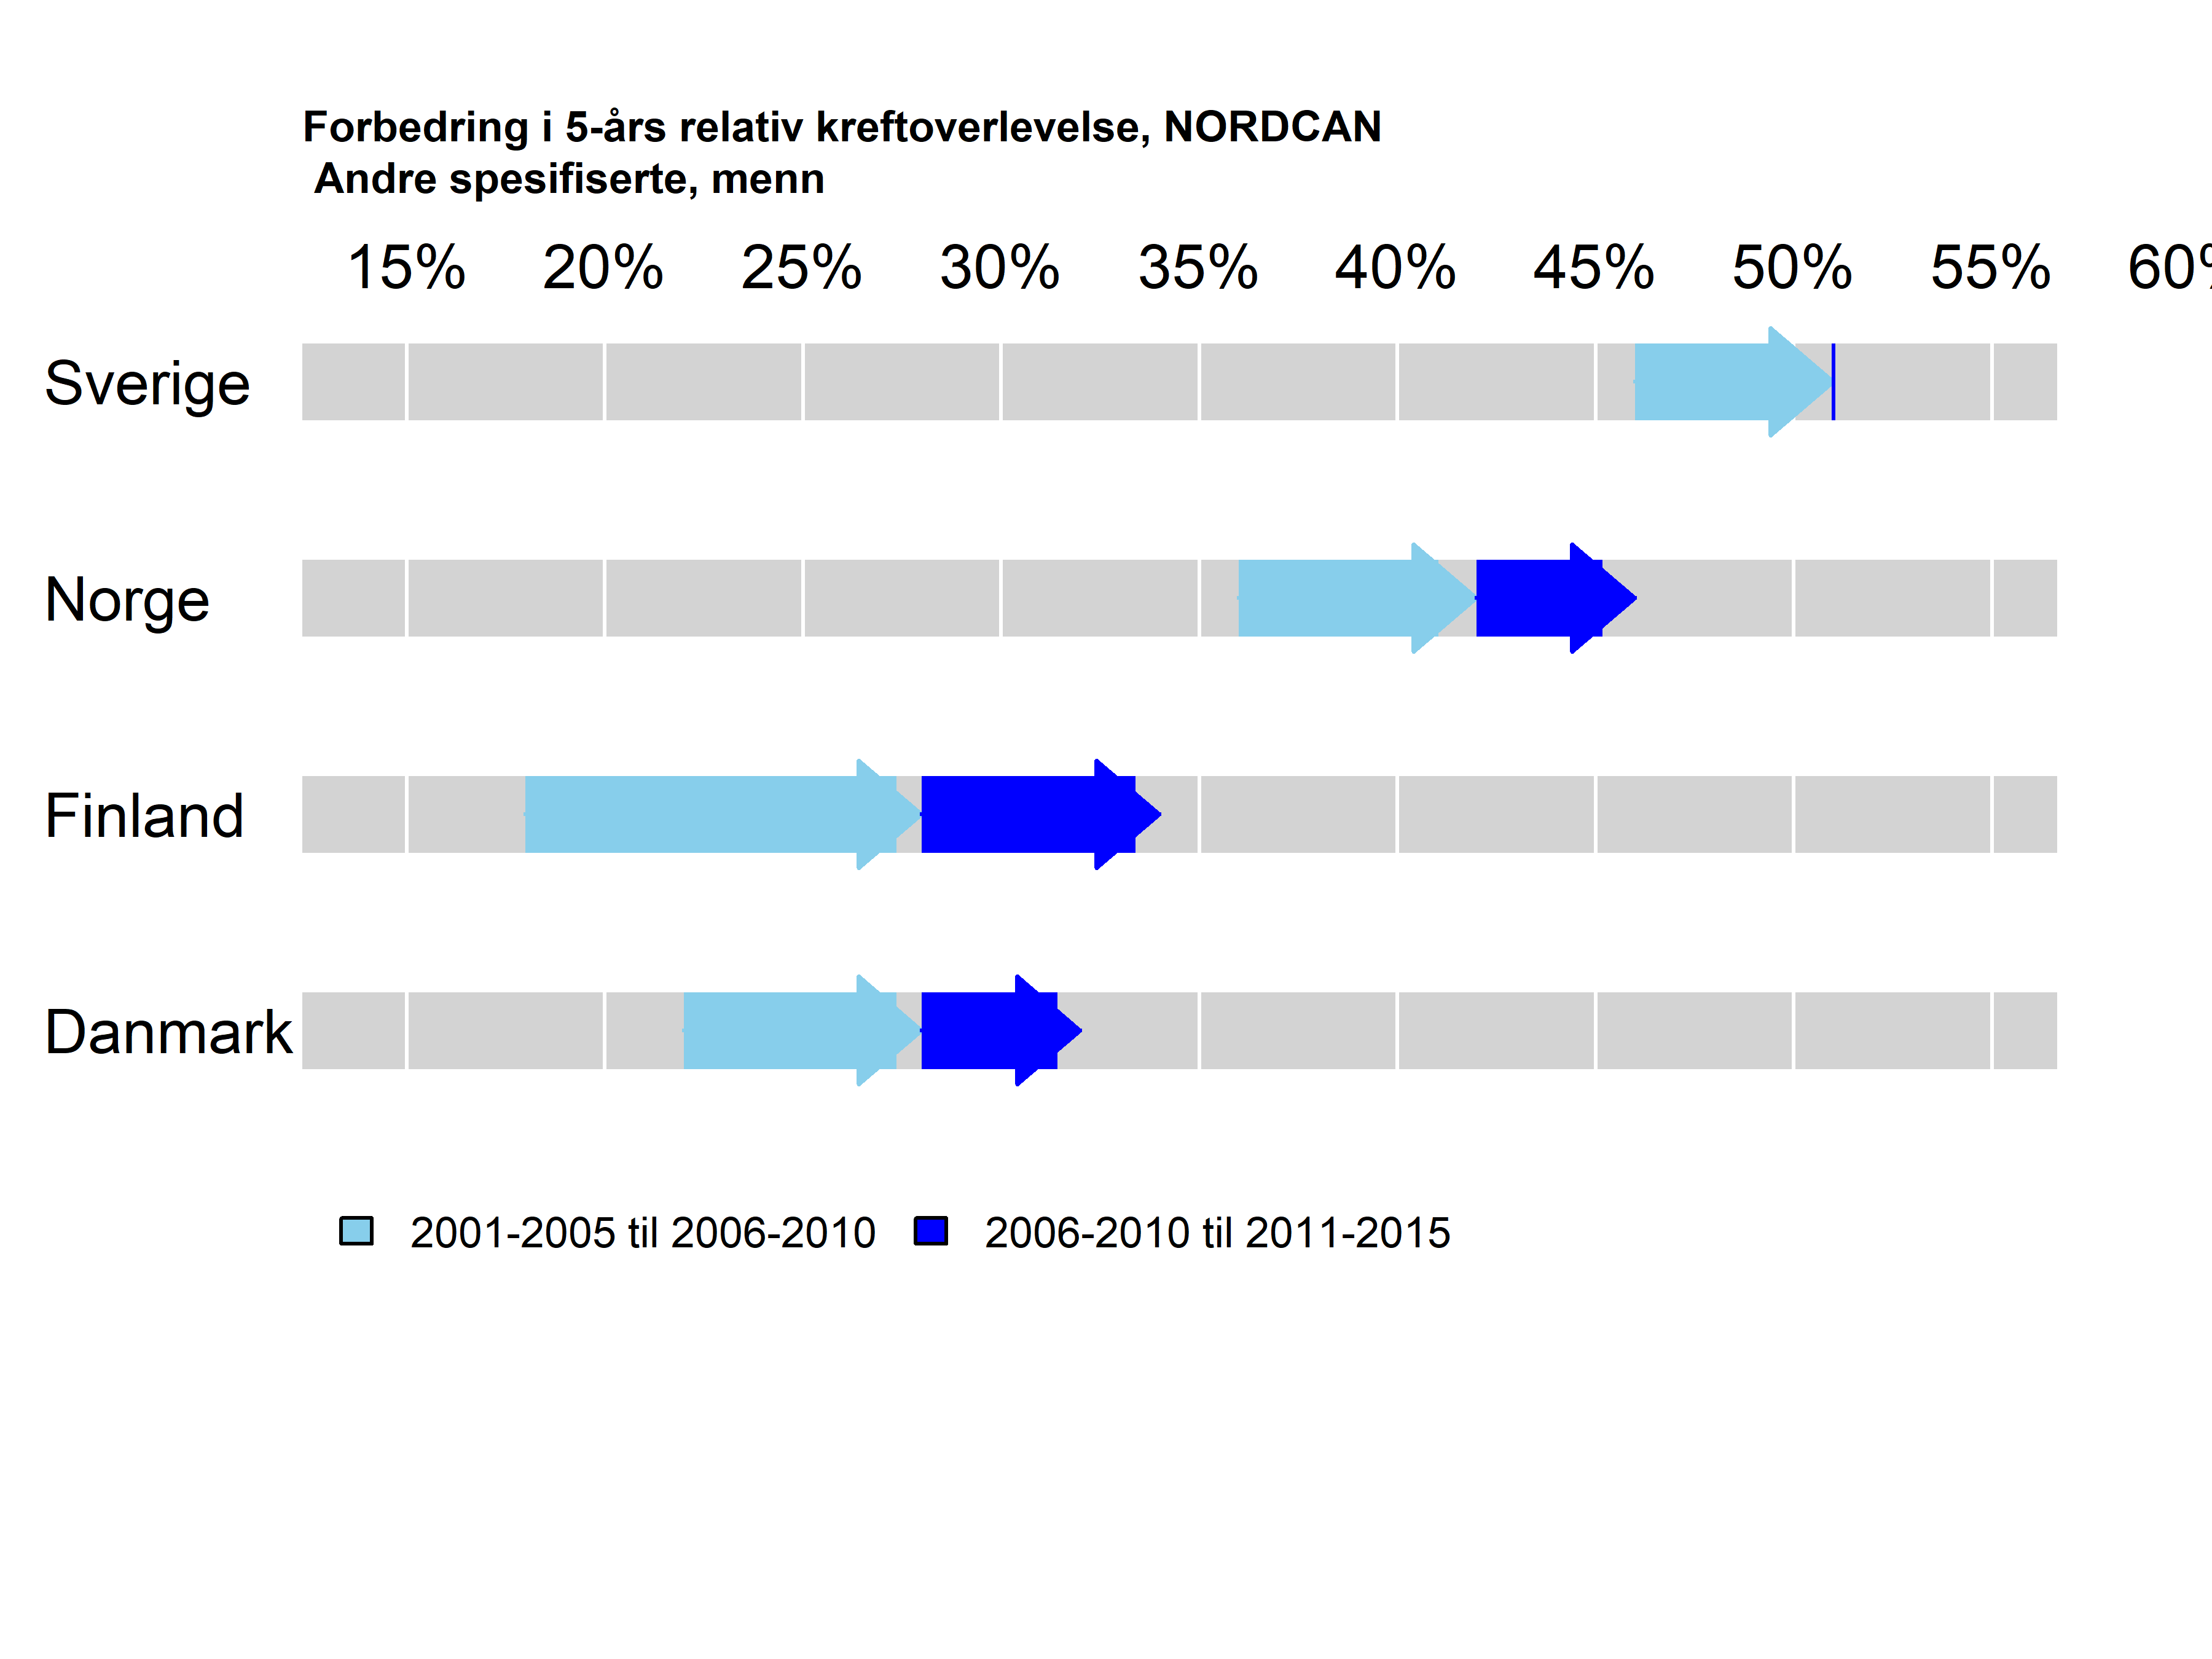 Forbedring i 5-års relativ kreftoverlevelse, NORDCAN
Andre spesifiserte, menn
15% 20% 25% 30% 35% 40% 45% 50% 55% 60%
Sverige
Norge
Finland
Danmark
2001-2005 til 2006-2010 2006-2010 til 2011-2015